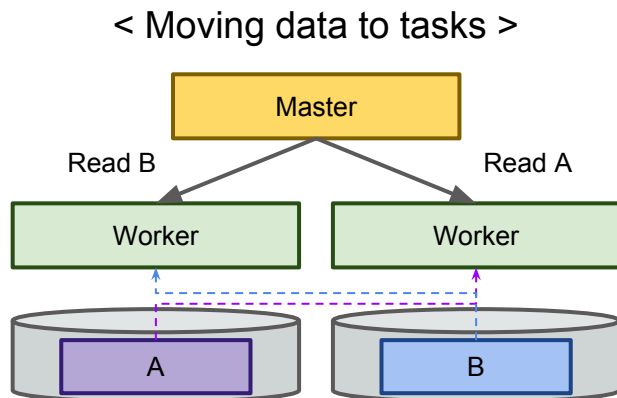 < Moving data to tasks >
Master
Read B
Read A
Worker
Worker
A
B